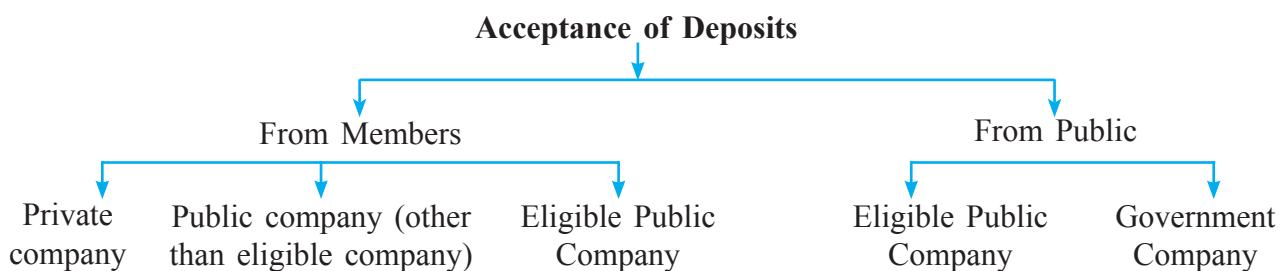 Acceptance of Deposits
From Members
From Public
Private
company
Public company (other
than eligible company)
Eligible Public
Company
Eligible Public
Company
Government
Company